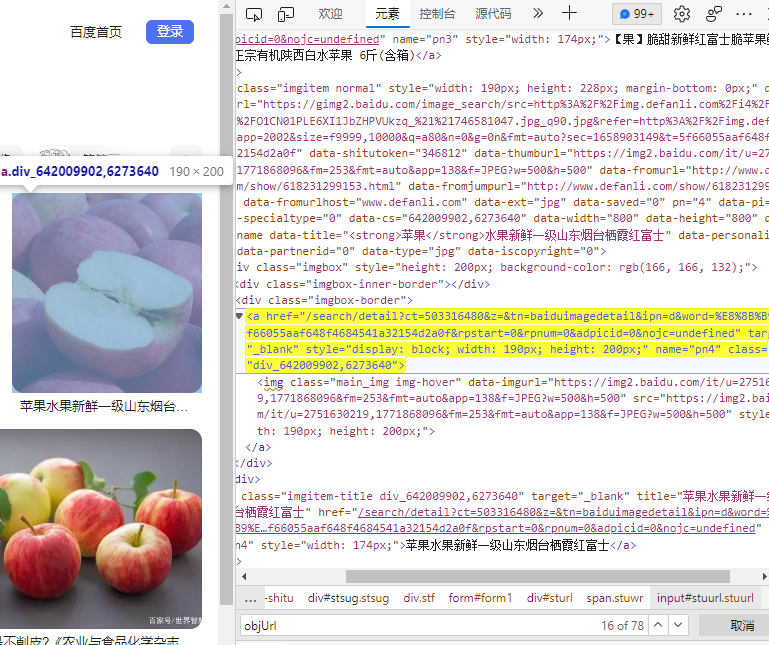 百度首页
登录
a.div_642009902,6273640 190 × 200
苹果水果新鲜一级山东烟台...
百家号/世界智
是不削皮?《农业与食品化学杂志
欢迎 元素 控制台 源代码 99+
picid=0&nojc=undefined" name="pn3" style="width: 174px;">【果】脆甜新鲜红富士脆苹果
正宗有机陕西白水苹果 6斤(含箱)</a>
>
class="imgitem normal" style="width: 190px; height: 228px; margin-bottom: 0px;" d
url="https://gimg2.baidu.com/image_search/src=http%3A%2F%2Fimg.defanli.com%2Fi4%2F
%2FO1CN01PLE6XI1JbZHPVUkzq_%21%21746581047.jpg_q90.jpg&refer=http%3A%2F%2Fimg.def
app=2002&size=f9999,10000&q=a80&n=0&g=0n&fmt=auto?sec=1658903149&t=5f66055aaf648f
2154d2a0f" data-shitutoken="346812" data-thumburl="https://img2.baidu.com/it/u=27
1771868096&fm=253&fmt=auto&app=138&f=JPEG?w=500&h=500" data-fromurl="http://www.d
m/show/618231299153.html" data-fromjumpurl="http://www.defanli.com/show/618231299
data-fromurlhost="www.defanli.com" data-ext="jpg" data-saved="0" pn="4" data-pi=
-specialtype="0" data-cs="642009902,6273640" data-width="800" data-height="800" d
name data-title="<strong>苹果</strong>水果新鲜一级山东烟台栖霞红富士" data-personali
data-partnerid="0" data-type="jpg" data-iscopyright="0">
iv class="imgbox" style="height: 200px; background-color: rgb(166, 166, 132);">
<div class="imgbox-inner-border"></div>
<div class="imgbox-border">
<a href="/search/detail?ct=503316480&z=&tn=baiduimagedetail&ipn=d&word=%E8%8B%B9
f66055aaf648f4684541a32154d2a0f&rpstart=0&rpnum=0&adpicid=0&nojc=undefined" targ
"_blank" style="display: block; width: 190px; height: 200px;" name="pn4" class=
"div_642009902,6273640">
<img class="main_img img-hover" data-imgurl="https://img2.baidu.com/it/u=27516
9,1771868096&fm=253&fmt=auto&app=138&f=JPEG?w=500&h=500" src="https://img2.ba
m/it/u=2751630219,1771868096&fm=253&fmt=auto&app=138&f=JPEG?w=500&h=500" style
th: 190px; height: 200px;">
</a>
</div>
div>
class="imgitem-title div_642009902,6273640" target="_blank" title="苹果水果新鲜一
台栖霞红富士" href="/search/detail?ct=503316480&z=&tn=baiduimagedetail&ipn=d&word=
B9%E…f66055aaf648f4684541a32154d2a0f&rpstart=0&rpnum=0&adpicid=0&nojc=undefined"
n4" style="width: 174px;">苹果水果新鲜一级山东烟台栖霞红富士</a>
>
... -shitu div#stsug.stsug div.stf form#form1 div#sturl span.stuwr input#stuurl.stuurl
objUrl 16 of 78 取消